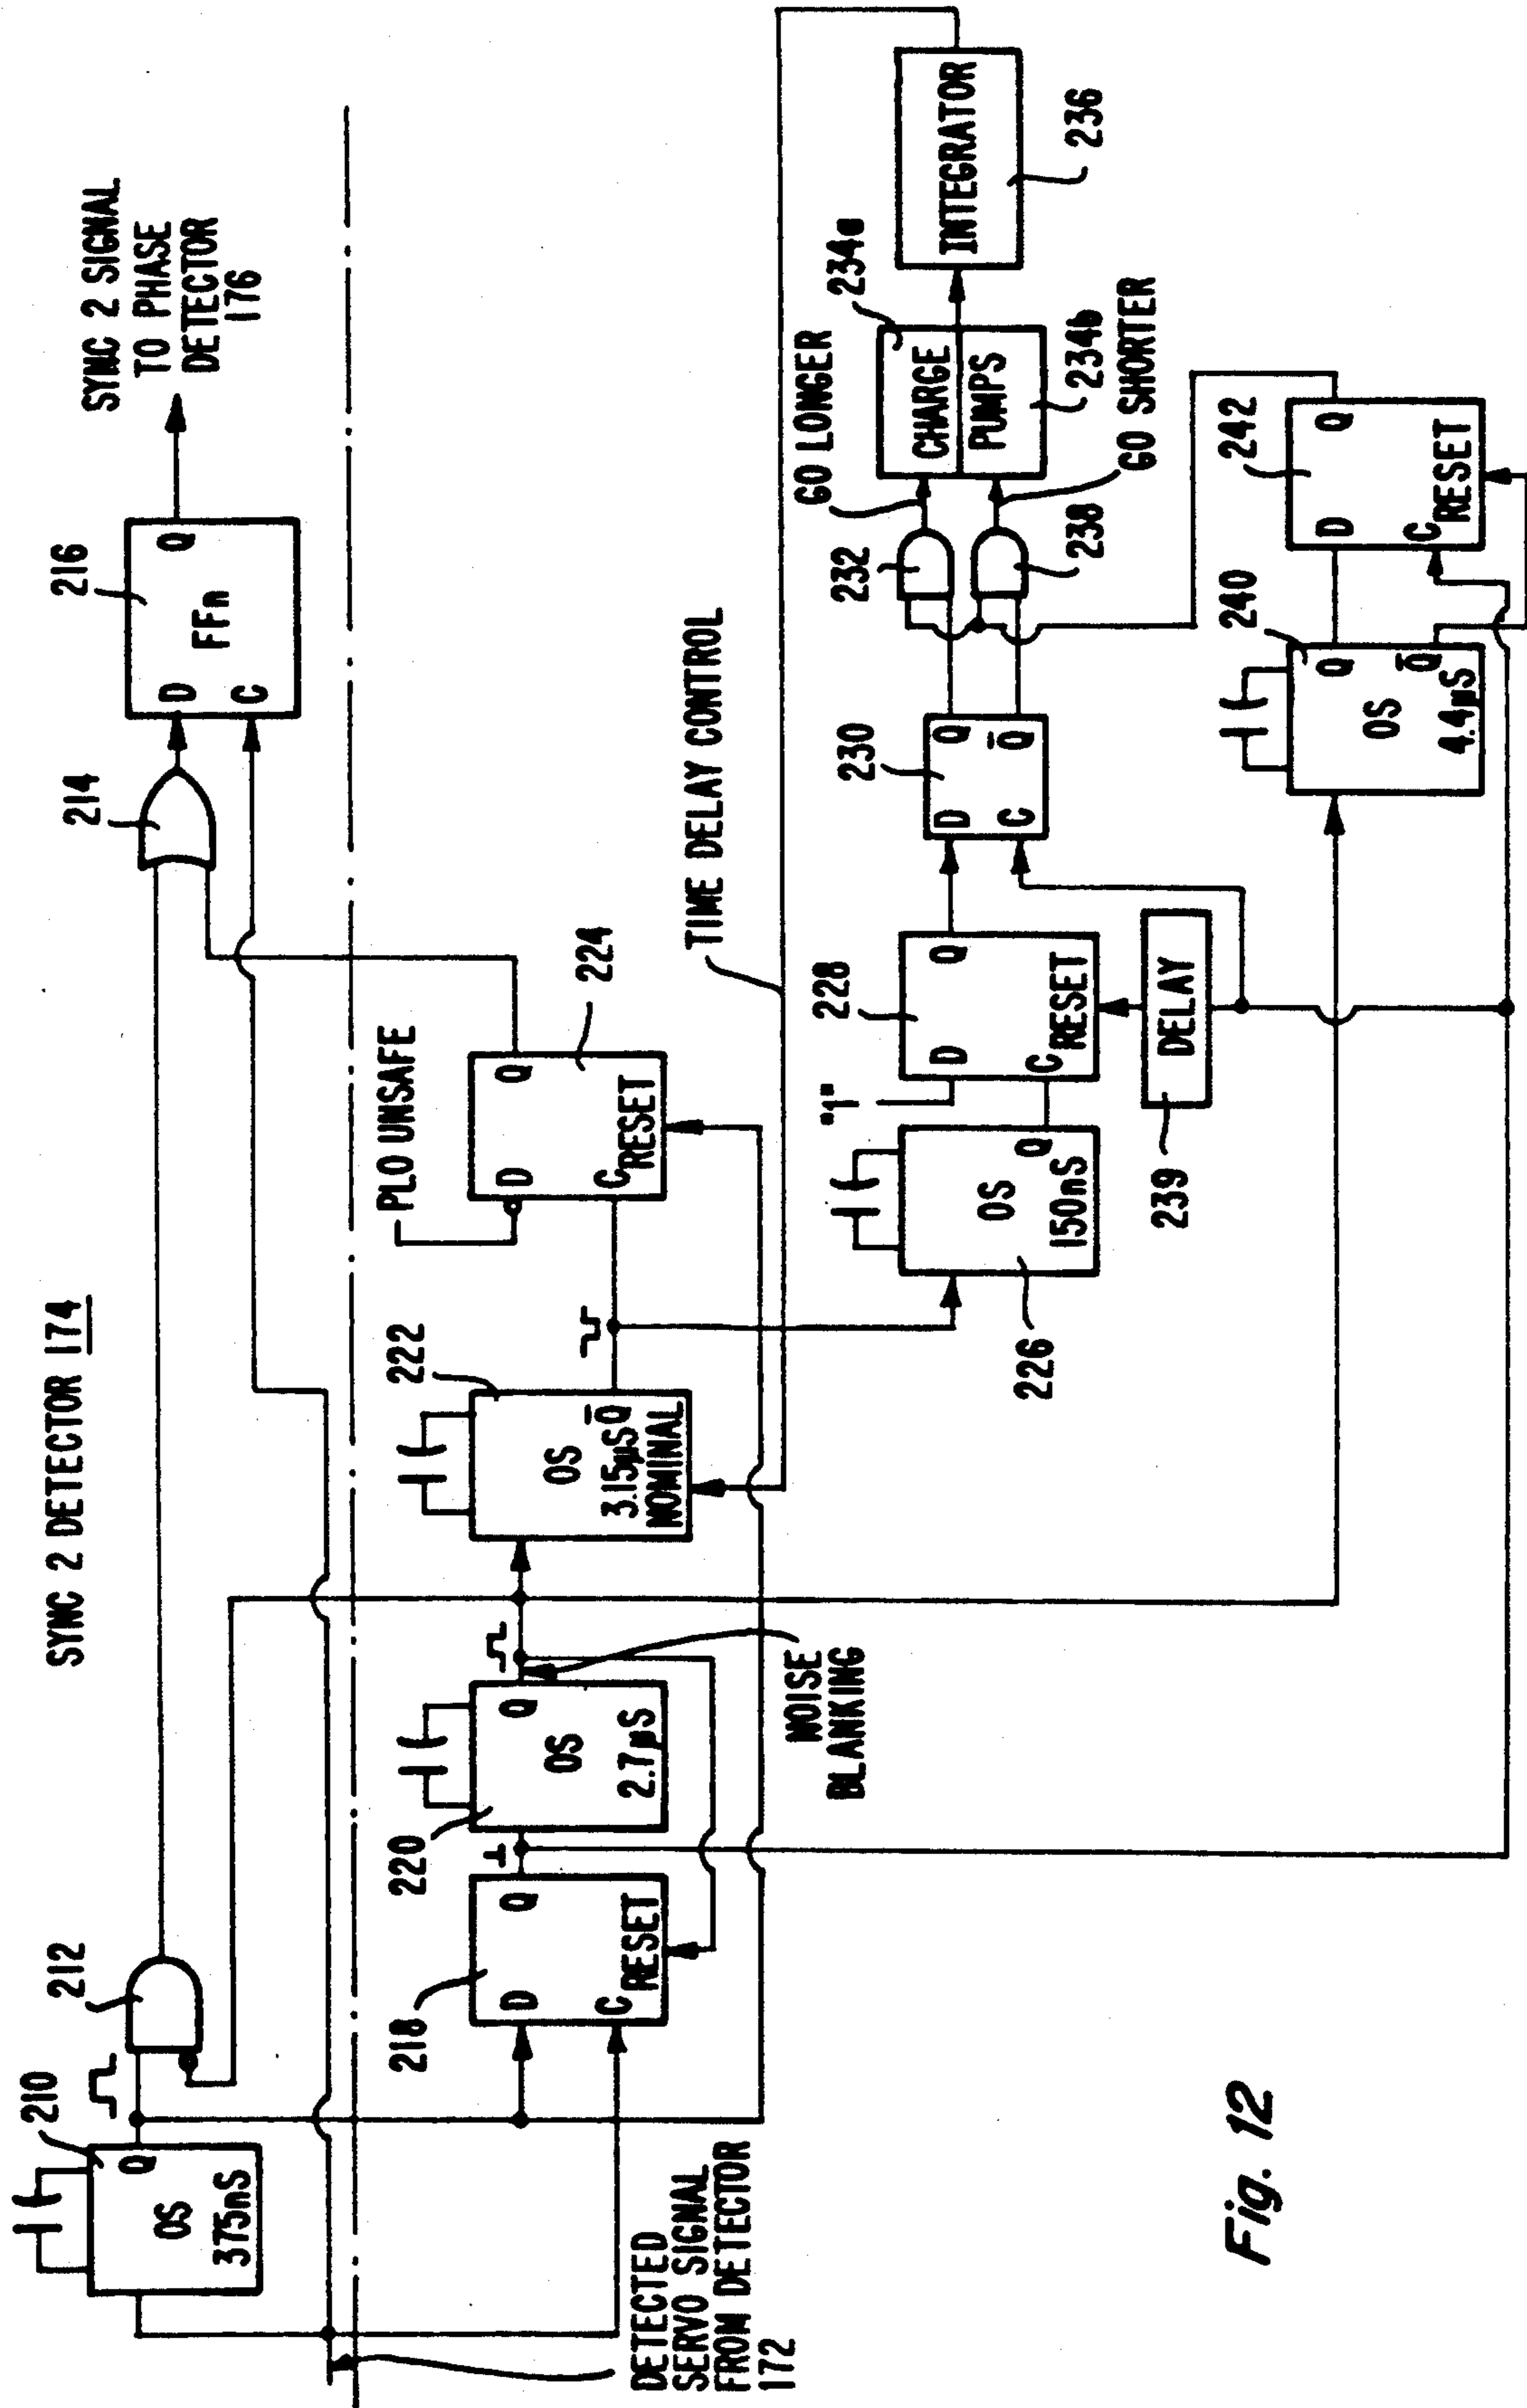 SYNC 2 DETECTOR 174
SYNC 2 SIGNAL
TO PHASE
DETECTOR
176
210
Q
OS
375nS
212
214
216
D
Q
FFn
C
DETECTED
SERVO SIGNAL
FROM DETECTOR
172
218
D
Q
C
RESET
220
Q
OS
2.7µS
NOISE
BLANKING
222
OS
3.15µS Q̅
NOMINAL
PLO UNSAFE
224
D
Q
C
RESET
TIME DELAY CONTROL
226
OS
Q
150nS
"1"
228
D
Q
C
RESET
DELAY
239
230
D
Q
C
Q̅
232
238
GO LONGER
GO SHORTER
CHARGE
PUMPS
234a
234b
INTEGRATOR
236
240
Q
OS
Q̅
4.4µS
242
D
Q
C
RESET
Fig. 12